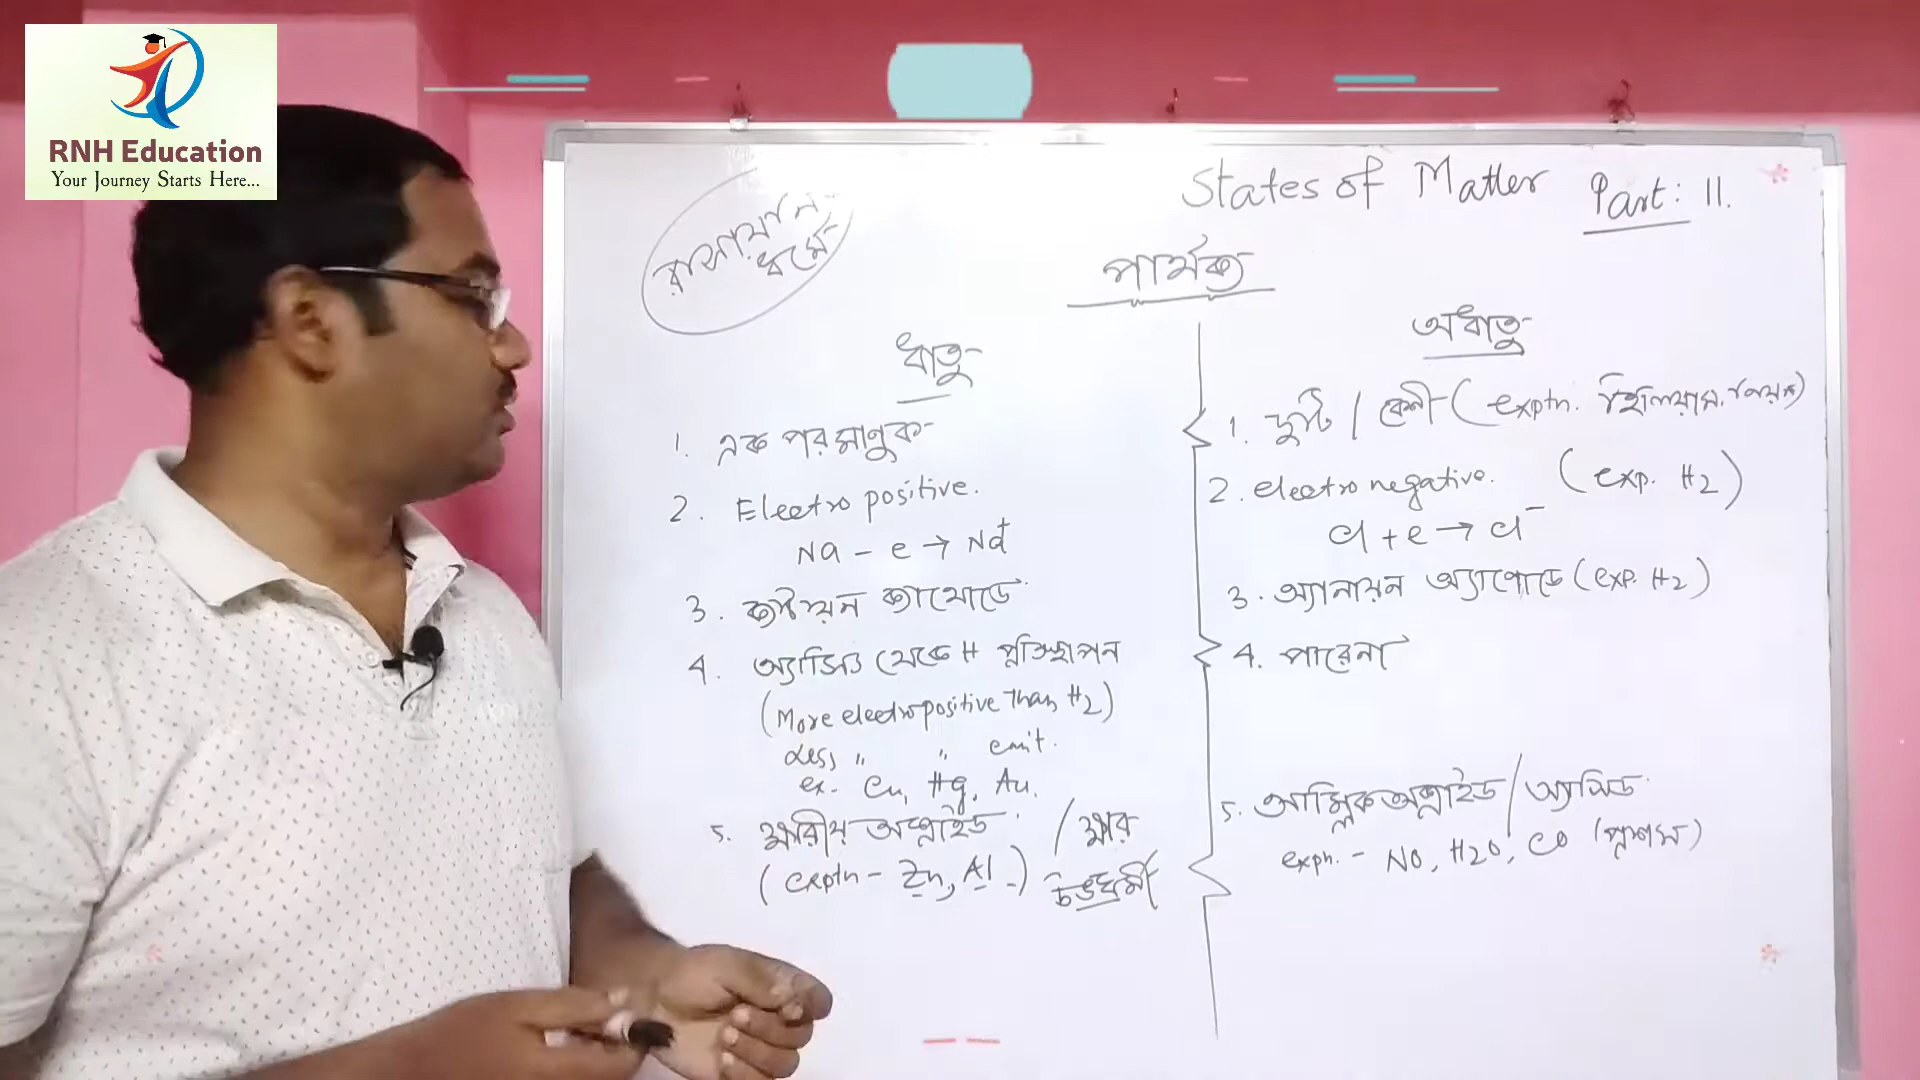 RNH Education
Your Journey Starts Here...
States of Matter Part: II.
রাসায়নিক
ধর্মে
পার্থক্য
ধাতু
1. এক পরমাণুক
2. Electro positive.
Na - e → Na+
3. ক্যাটায়ন ক্যাথোডে
4. অ্যাসিড থেকে H প্রতিস্থাপন
(More electropositive Than H2)
Less " " can't.
ex. Cu, Hg, Au.
5. ক্ষারীয় অক্সাইড / ক্ষার
(exptn - Zn, Al -) উভধর্মী
অধাতু
1. দুটি / বেশী (exptn. হিলিয়াম, নিয়ন)
2. electro negative. (exp. H2)
Cl + e → Cl-
3. অ্যানায়ন অ্যানোডে (exp. H2)
4. পারেনা
5. আম্লিক অক্সাইড / অ্যাসিড
exptn. - NO, H2O, CO (প্রশম)